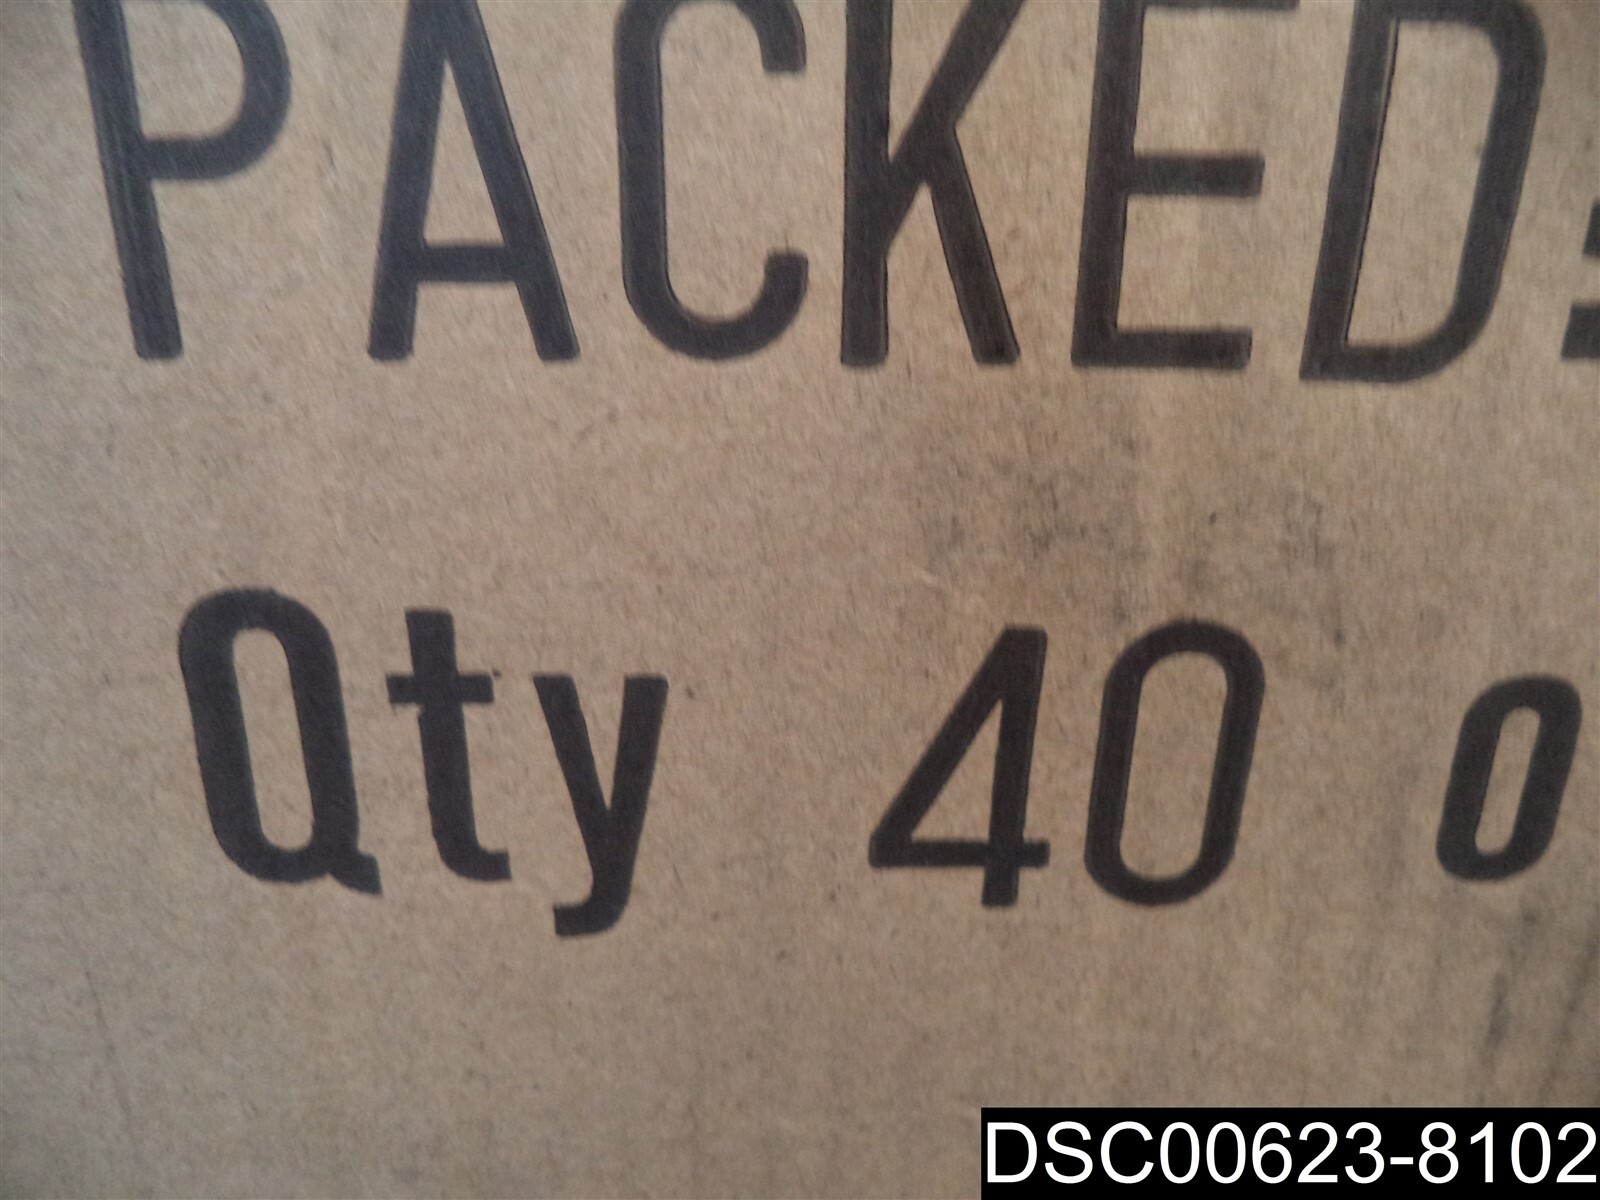 PACKED
Qty 40 o
DSC00623-8102